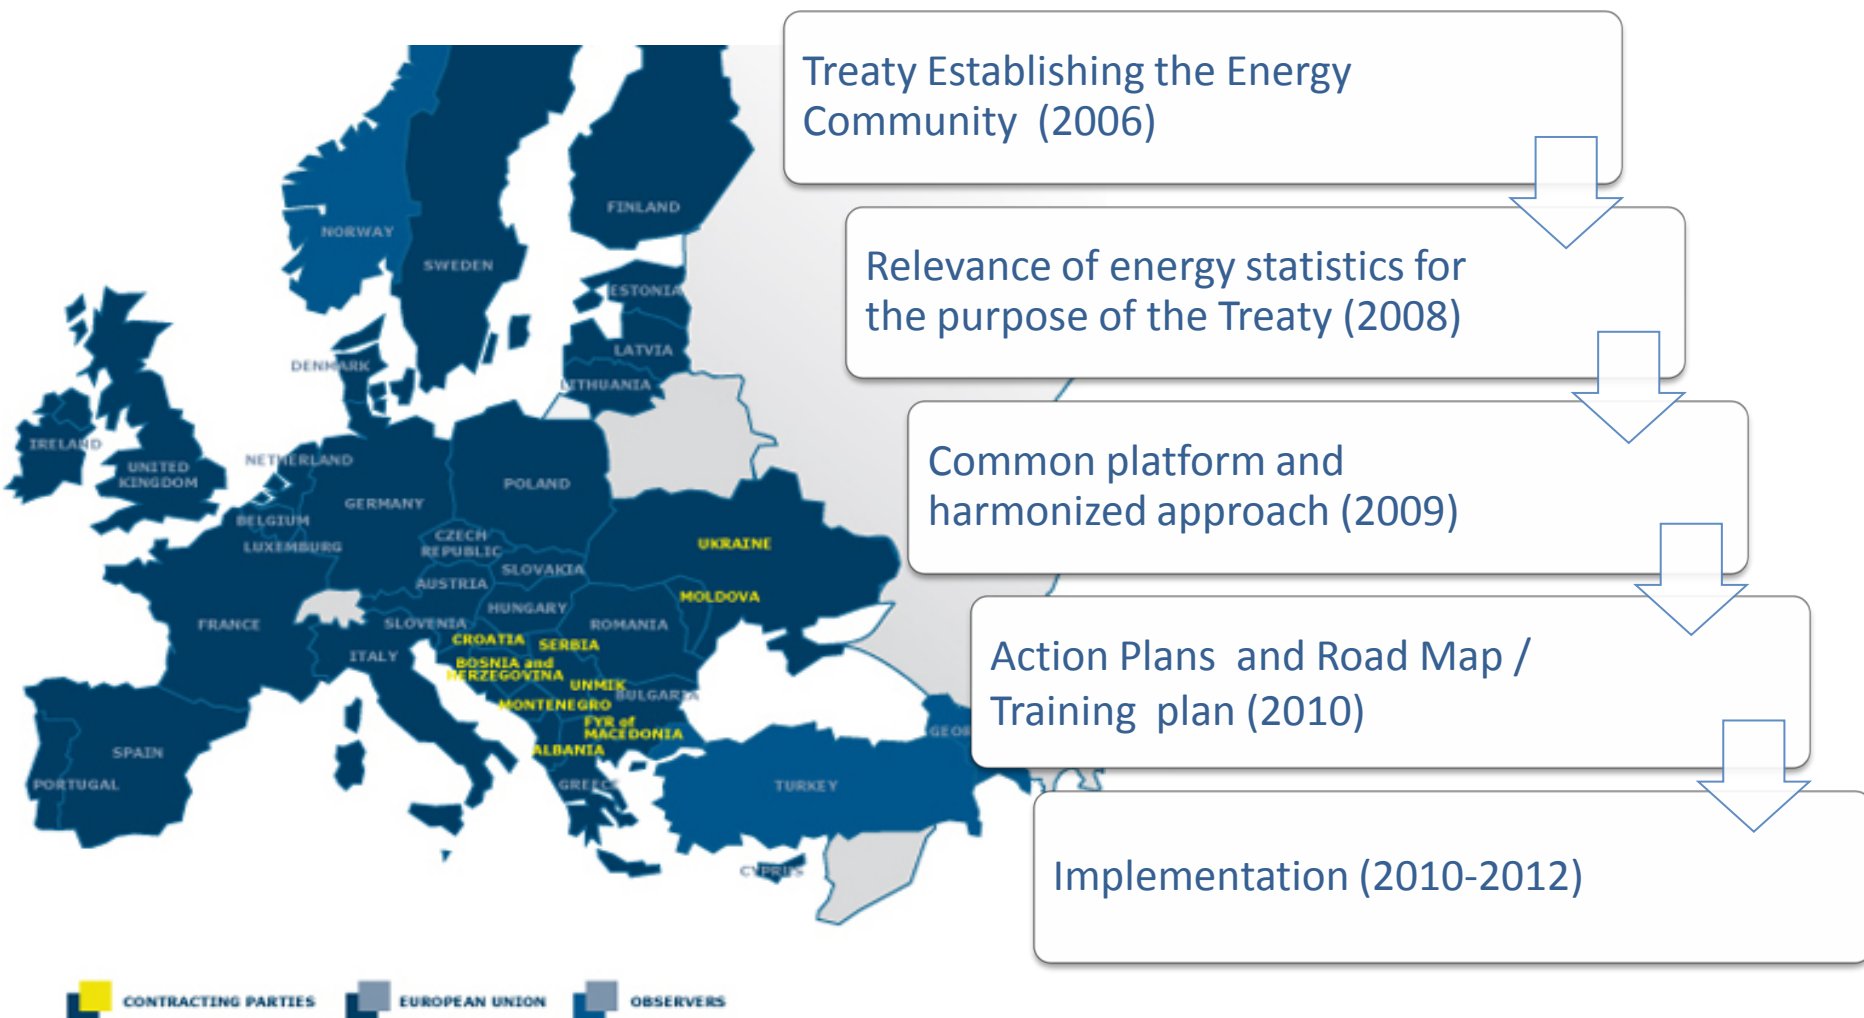 Treaty Establishing the Energy
Community (2006)
Relevance of energy statistics for
the purpose of the Treaty (2008)
Common platform and
harmonized approach (2009)
Action Plans and Road Map /
Training plan (2010)
Implementation (2010-2012)
FINLAND
NORWAY
SWEDEN
ESTONIA
LATVIA
DENMARK
LITHUANIA
IRELAND
UNITED
KINGDOM
NETHERLAND
GERMANY
POLAND
BELGIUM
LUXEMBURG
CZECH
REPUBLIC
UKRAINE
SLOVAKIA
AUSTRIA
MOLDOVA
HUNGARY
FRANCE
SLOVENIA
ROMANIA
CROATIA
SERBIA
ITALY
BOSNIA and
HERZEGOVINA
UNMIK
BULGARIA
MONTENEGRO
FYR of
MACEDONIA
GEO
ALBANIA
SPAIN
PORTUGAL
GREECE
TURKEY
CYPRUS
CONTRACTING PARTIES
EUROPEAN UNION
OBSERVERS